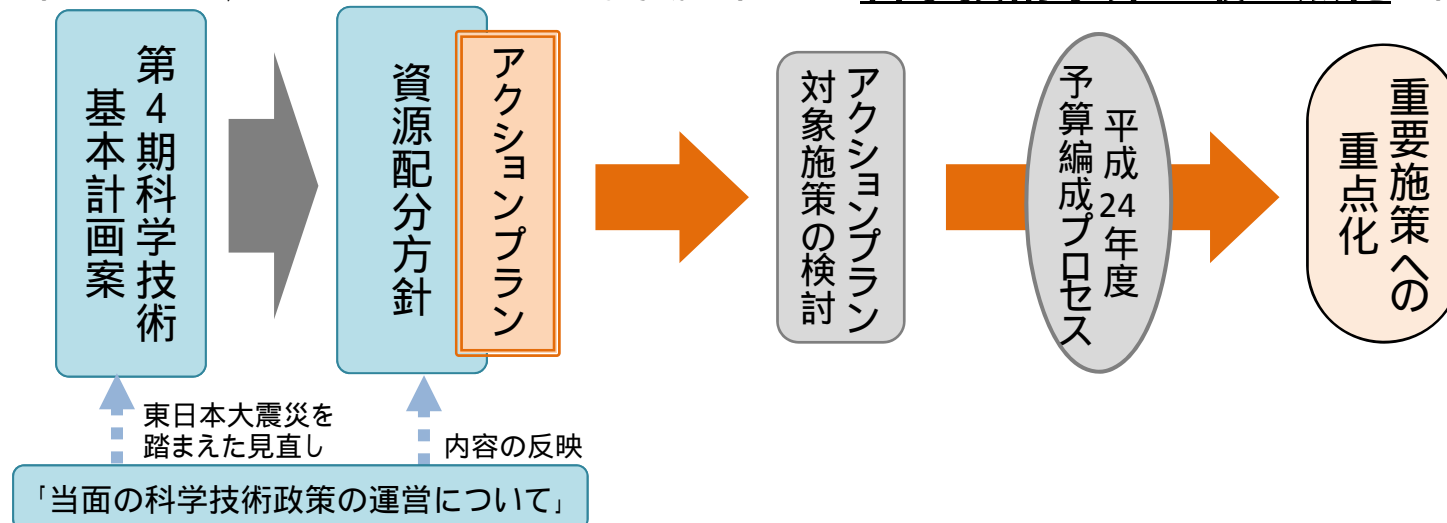 第4期科学技術
基本計画案
資源配分方針
アクションプラン
アクションプラン
対象施策の検討
平成24年度
予算編成プロセス
重要施策への
重点化
東日本大震災を
踏まえた見直し
内容の反映
「当面の科学技術政策の運営について」